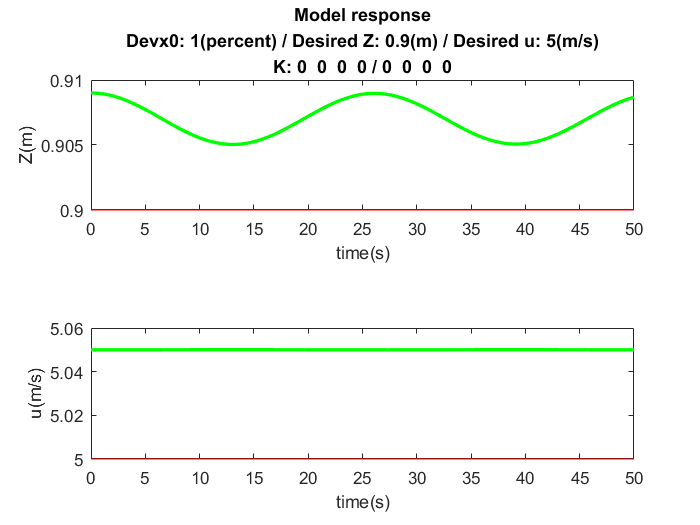 Model response
Devx0: 1(percent) / Desired Z: 0.9(m) / Desired u: 5(m/s)
K: 0 0 0 0 / 0 0 0 0
0.91
0.905
0.9
Z(m)
0 5 10 15 20 25 30 35 40 45 50
time(s)
5.06
5.04
5.02
5
u(m/s)
0 5 10 15 20 25 30 35 40 45 50
time(s)